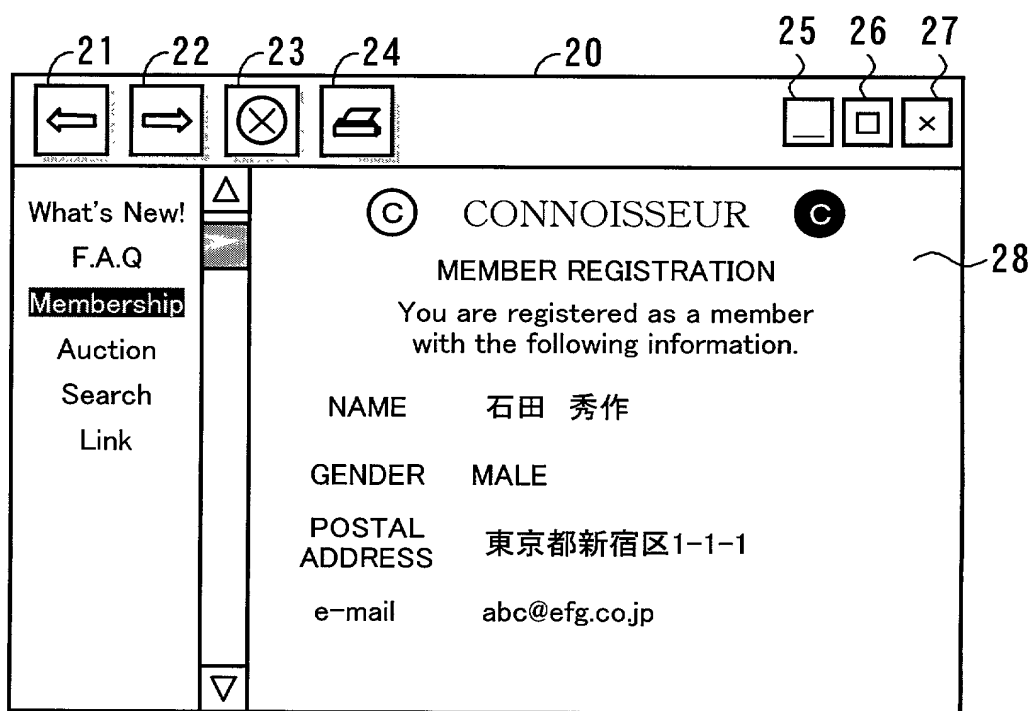 21 22 23 24 20 25 26 27
×
What's New!
F.A.Q
Membership
Auction
Search
Link
C CONNOISSEUR C
28
MEMBER REGISTRATION
You are registered as a member
with the following information.
NAME 石田 秀作
GENDER MALE
POSTAL
ADDRESS 東京都新宿区1-1-1
e-mail abc@efg.co.jp